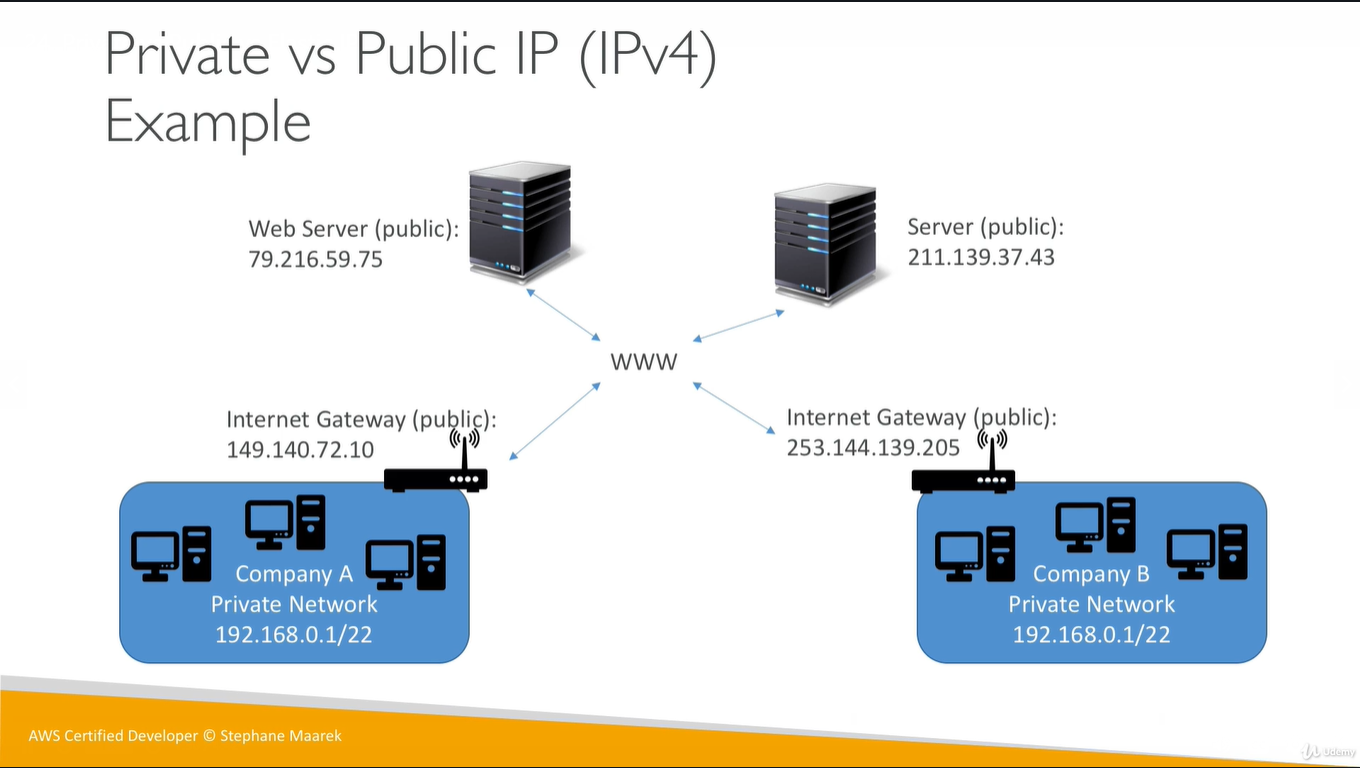 Private vs Public IP (IPv4)
Example
Web Server (public):
79.216.59.75
Server (public):
211.139.37.43
WWW
Internet Gateway (public):
149.140.72.10
Internet Gateway (public):
253.144.139.205
Company A
Private Network
192.168.0.1/22
Company B
Private Network
192.168.0.1/22
AWS Certified Developer © Stephane Maarek
Udemy